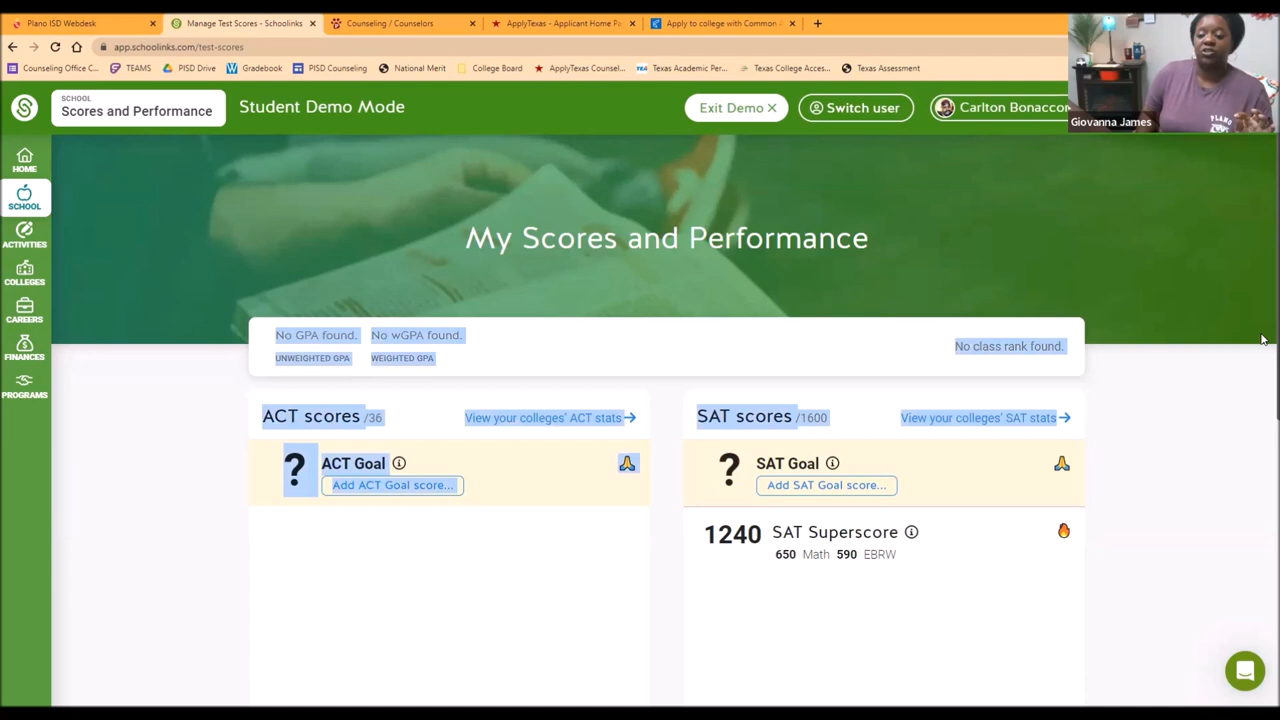 Plano ISD Webdesk
Manage Test Scores - Schoolinks
Counseling / Counselors
ApplyTexas - Applicant Home Pa
Apply to college with Common
app.schoolinks.com/test-scores
Counseling Office C...
TEAMS
PISD Drive
Gradebook
PISD Counseling
National Merit
College Board
ApplyTexas Counsel...
TEA
Texas Academic Per...
Texas College Acces...
Texas Assessment
SCHOOL
Scores and Performance
Student Demo Mode
Exit Demo
Switch user
Carlton Bonaccor
Giovanna James
PLANO
HOME
SCHOOL
ACTIVITIES
COLLEGES
CAREERS
FINANCES
PROGRAMS
My Scores and Performance
No GPA found. No wGPA found.
UNWEIGHTED GPA WEIGHTED GPA
No class rank found.
ACT scores /36
View your colleges' ACT stats
? ACT Goal
Add ACT Goal score...
SAT scores /1600
View your colleges' SAT stats
? SAT Goal
Add SAT Goal score...
1240 SAT Superscore
650 Math 590 EBRW